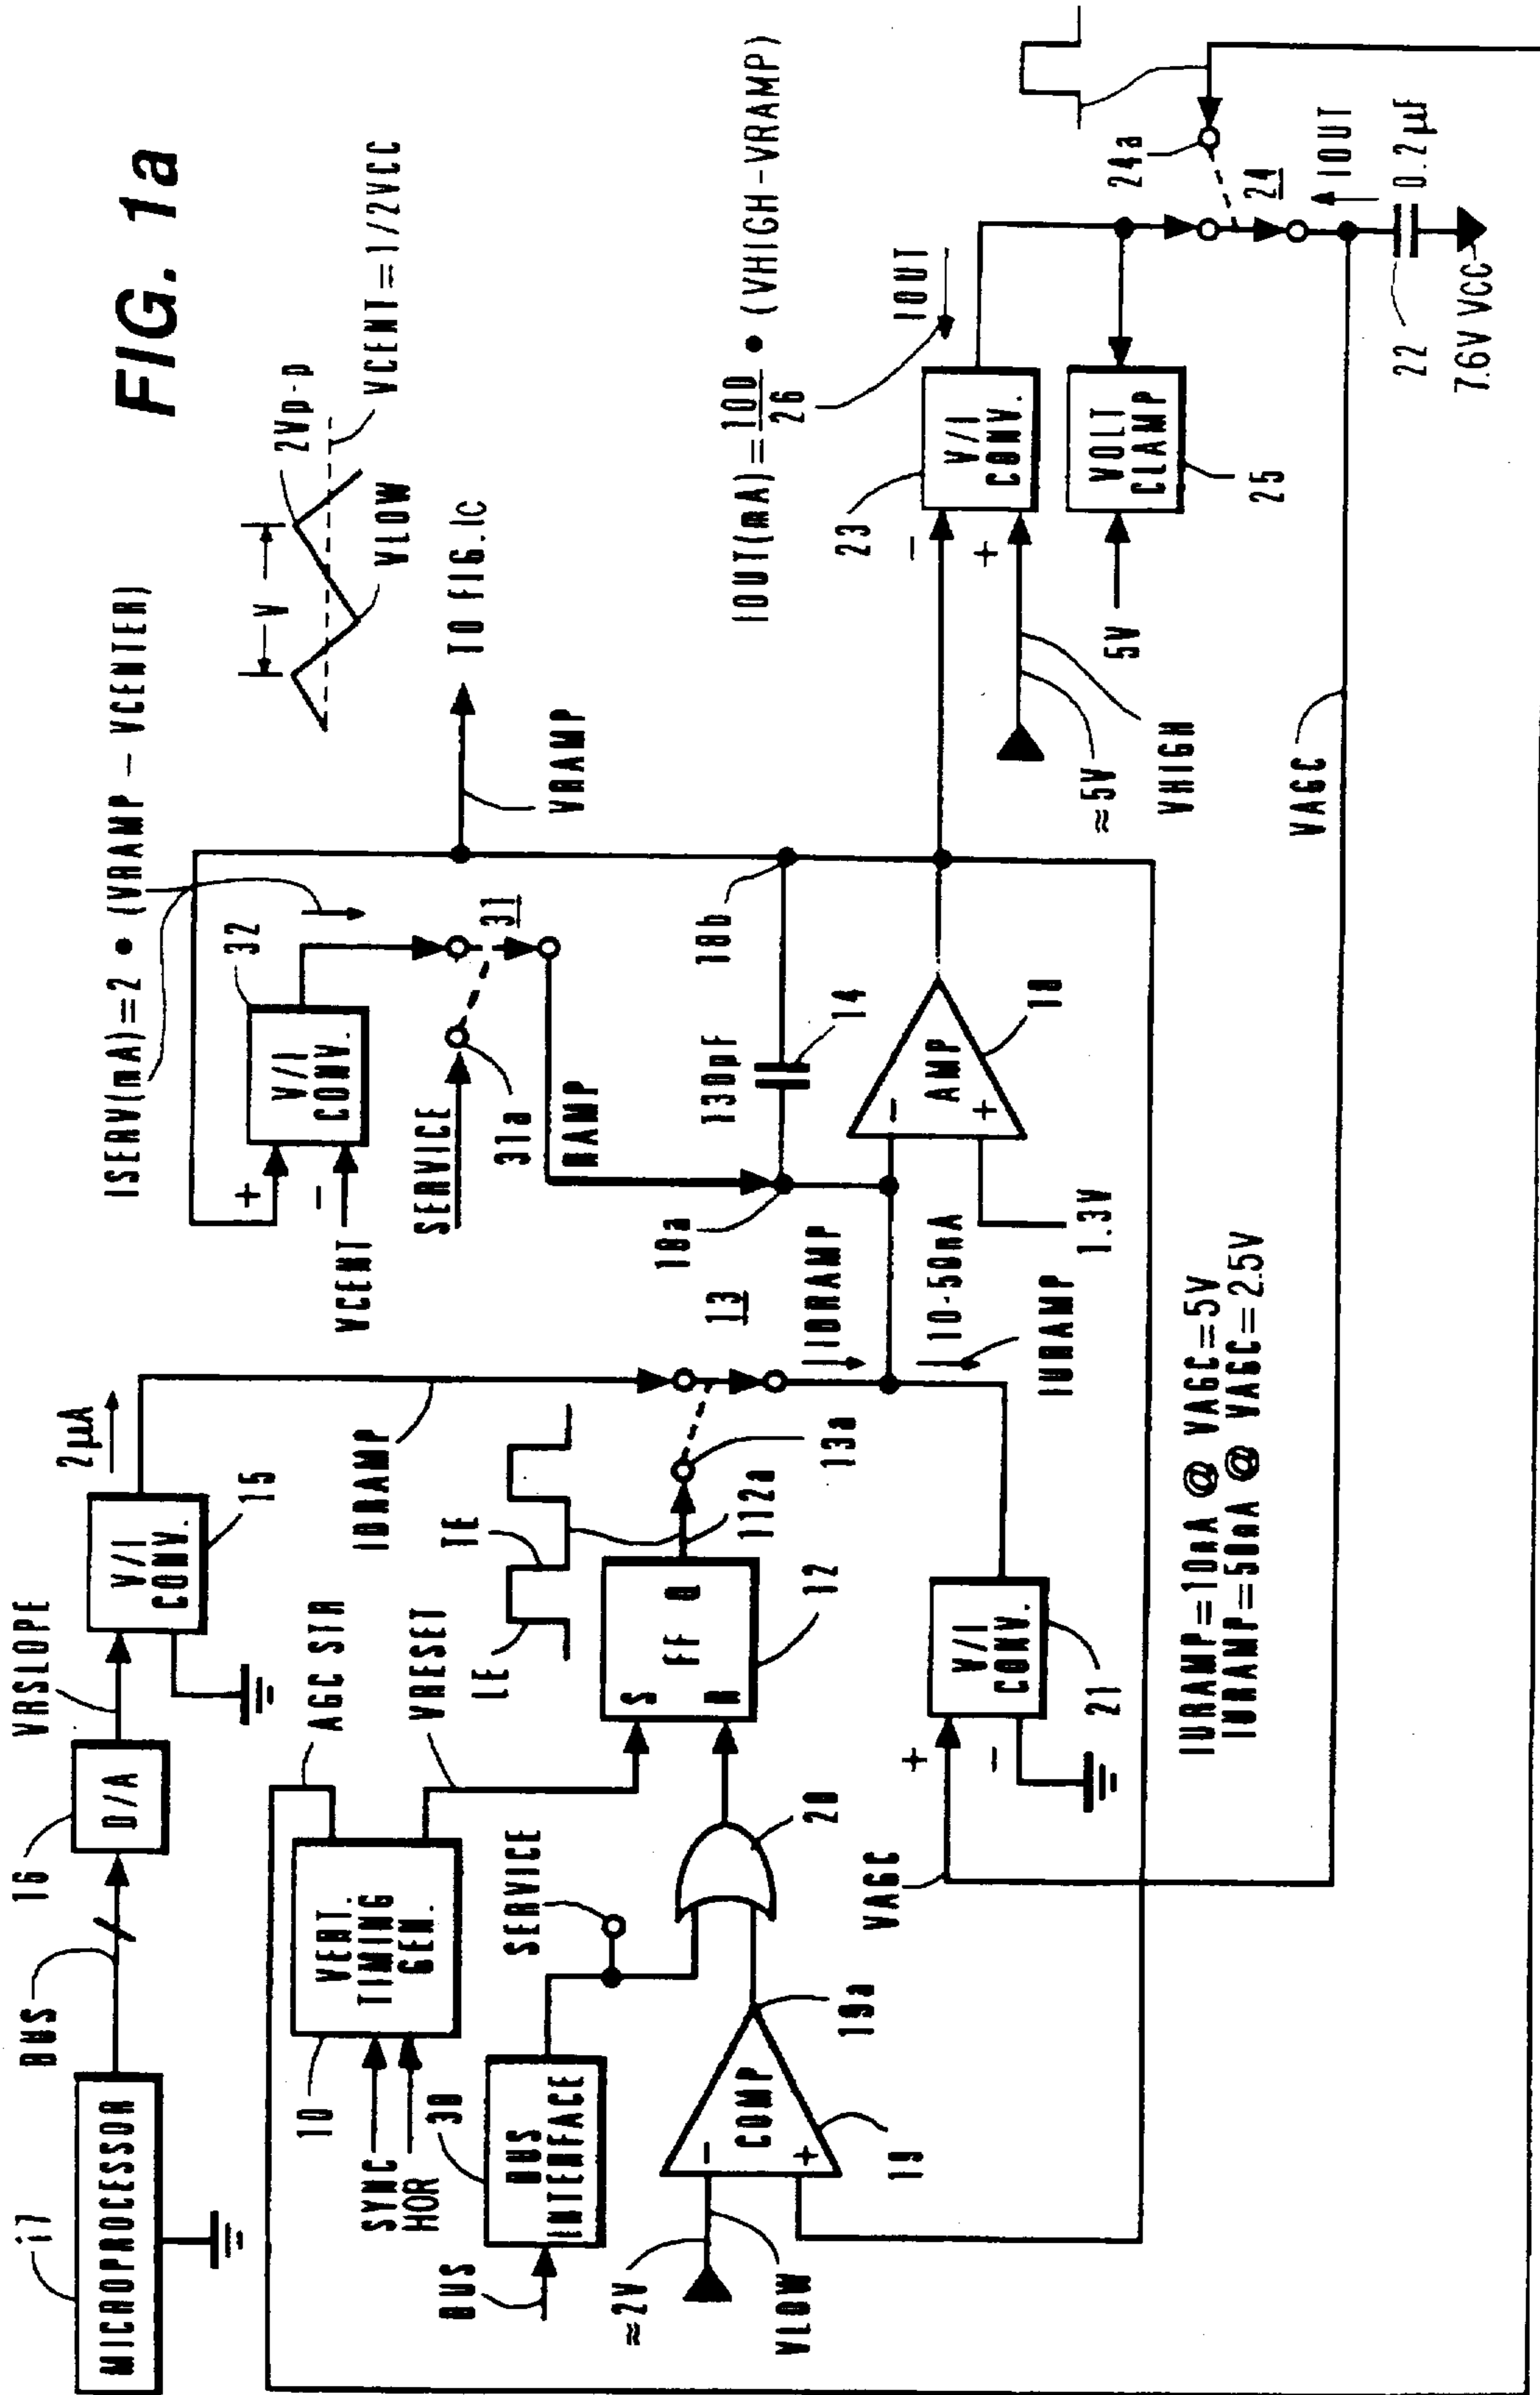 FIG. 1a
17
MICROPROCESSOR
BUS
16
D/A
VRSLOPE
V/I
CONV.
15
2µA
IDRAMP
ISERV(mA)=2 • (VRAMP – VCENTER)
V
2Vp-p
VLOW
VCENT=1/2VCC
VERT.
TIMING
GEN.
10
SYNC
HOR
AGC STR
VRESET
LE
TE
32
V/I
CONV.
+
–
VCENT
SERVICE
31a
31
RAMP
VRAMP
TO FIG.1C
BUS
30
BUS
INTERFACE
SERVICE
S
FF Q
R
12
112a
13a
13
18a
130pF
14
18b
≈2V
VLOW
–
COMP
+
19
19a
20
IDRAMP
10-50nA
IURAMP
–
AMP
+
18
1.3V
VAGC
+
–
V/I
CONV.
21
IURAMP=10nA @ VAGC=5V
IURAMP=50nA @ VAGC=2.5V
IOUT(mA)=100/26 • (VHIGH-VRAMP)
23
–
+
V/I
CONV.
IOUT
≈5V
VHIGH
5V
VOLT
CLAMP
25
24a
24
IOUT
22
0.2µF
7.6V VCC
VAGC